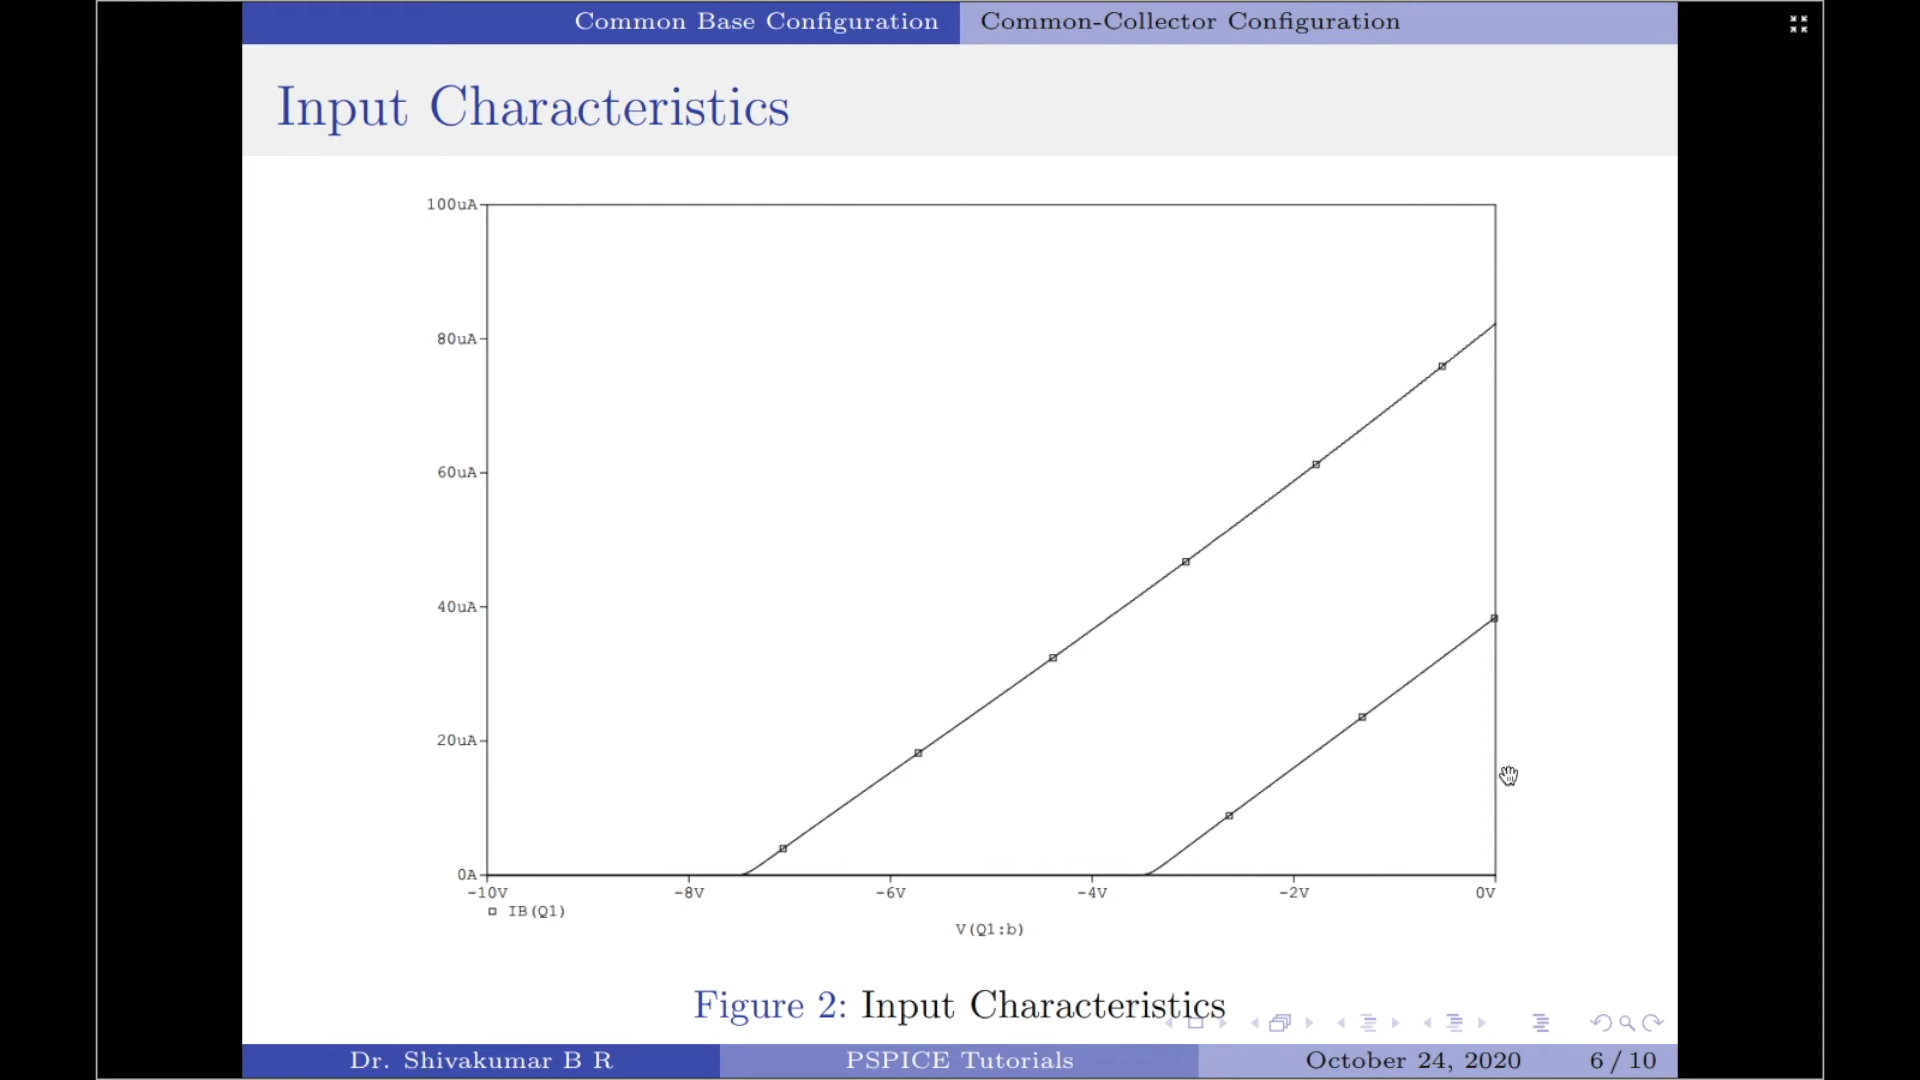 Common Base Configuration Common-Collector Configuration
Input Characteristics
100uA
80uA
60uA
40uA
20uA
0A
-10V -8V -6V -4V -2V 0V
IB(Q1)
V(Q1:b)
Figure 2: Input Characteristics
Dr. Shivakumar B R PSPICE Tutorials October 24, 2020 6 / 10